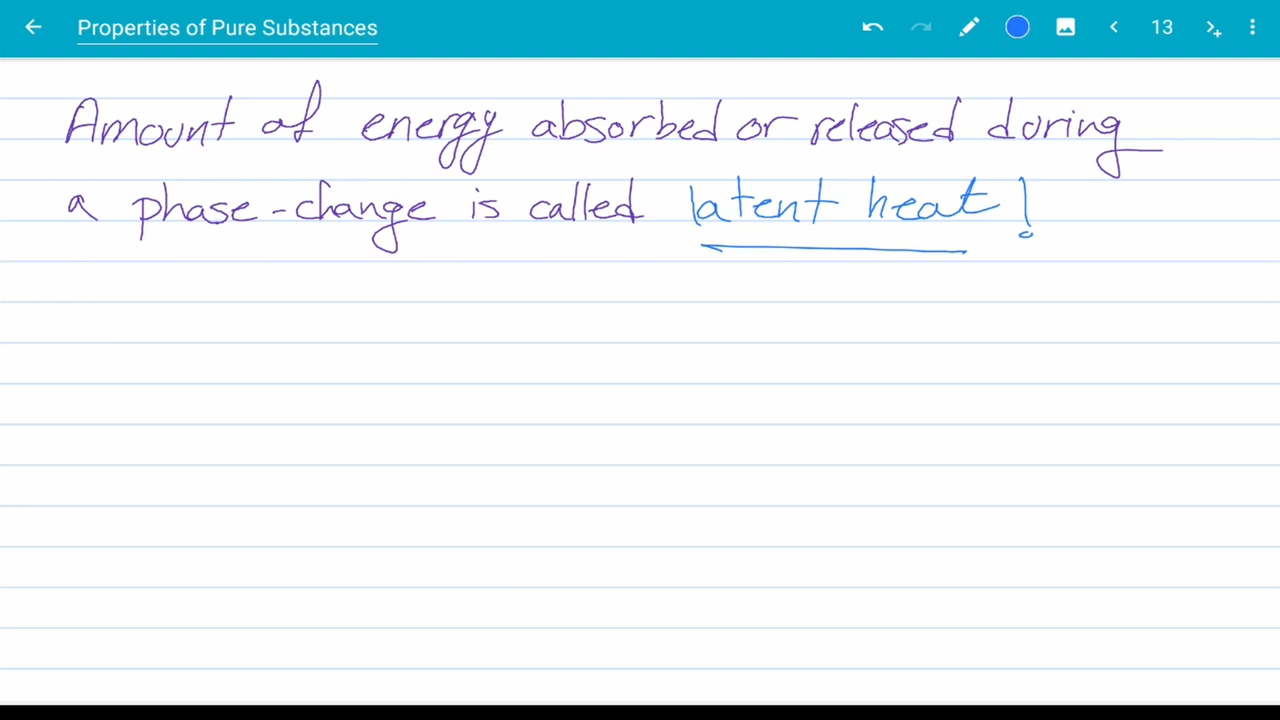 Properties of Pure Substances
13
Amount of energy absorbed or released during
a phase-change is called latent heat!